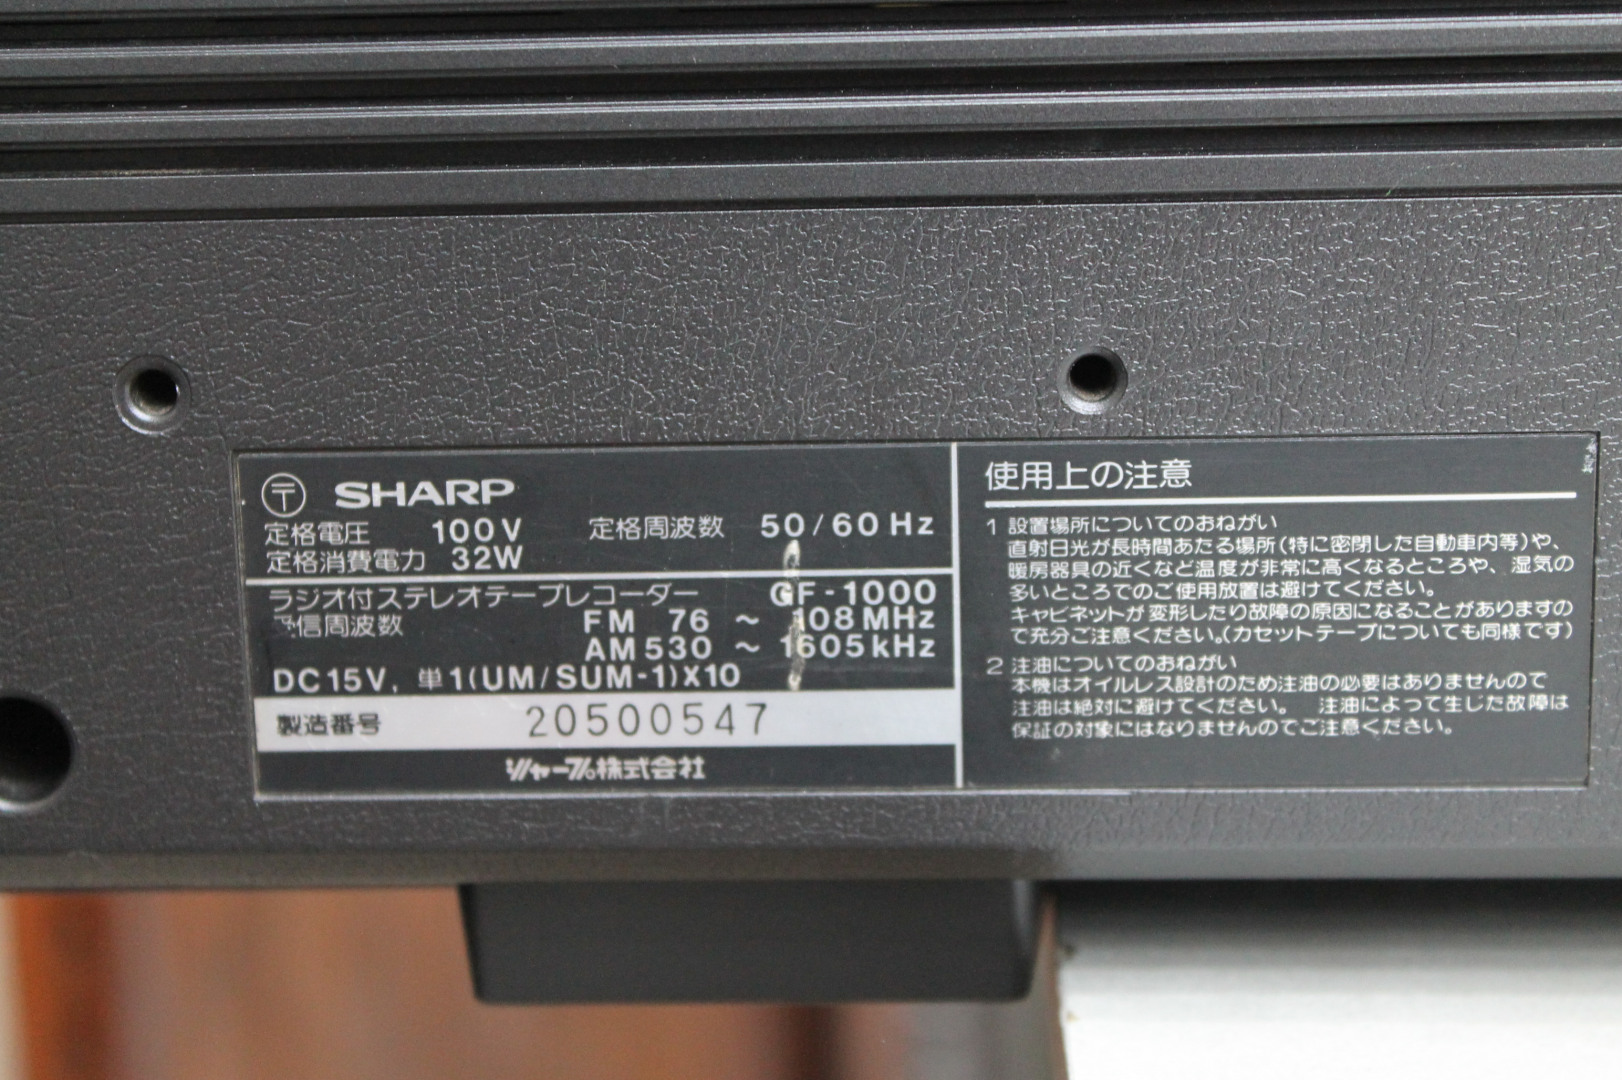 〒 SHARP
定格電圧 100V 定格周波数 50/60Hz
定格消費電力 32W
ラジオ付ステレオテープレコーダー GF-1000
信周波数 FM 76 ～ 108MHz
AM 530 ～ 1605kHz
DC15V, 単1(UM/SUM-1)X10
製造番号 20500547
シャープ株式会社
使用上の注意
1 設置場所についてのおねがい
直射日光が長時間あたる場所(特に密閉した自動車内等)や、
暖房器具の近くなど温度が非常に高くなるところや、湿気の
多いところでのご使用放置は避けてください。
キャビネットが変形したり故障の原因になることがありますの
で充分ご注意ください。(カセットテープについても同様です)
2 注油についてのおねがい
本機はオイルレス設計のため注油の必要はありませんので
注油は絶対に避けてください。 注油によって生じた故障は
保証の対象にはなりませんのでご注意ください。